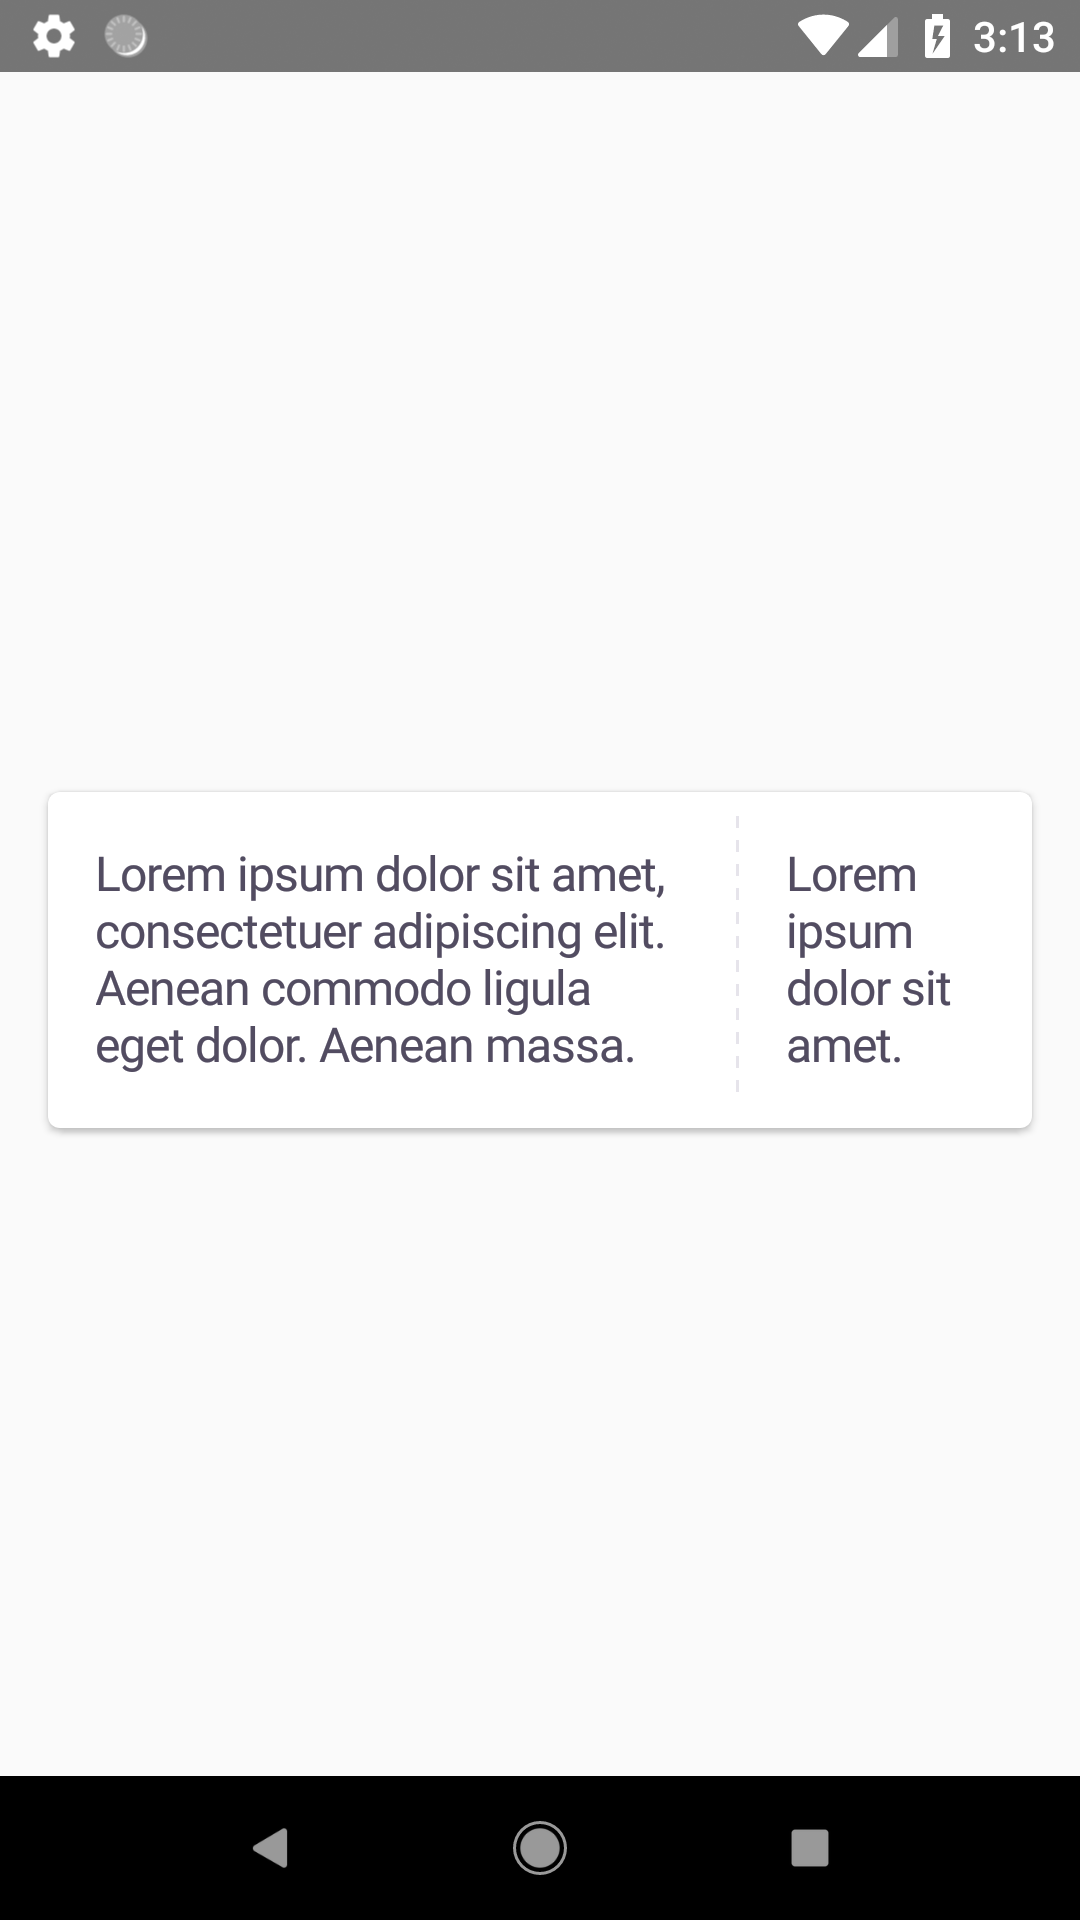 3:13
Lorem ipsum dolor sit amet,
consectetuer adipiscing elit.
Aenean commodo ligula
eget dolor. Aenean massa.
Lorem
ipsum
dolor sit
amet.